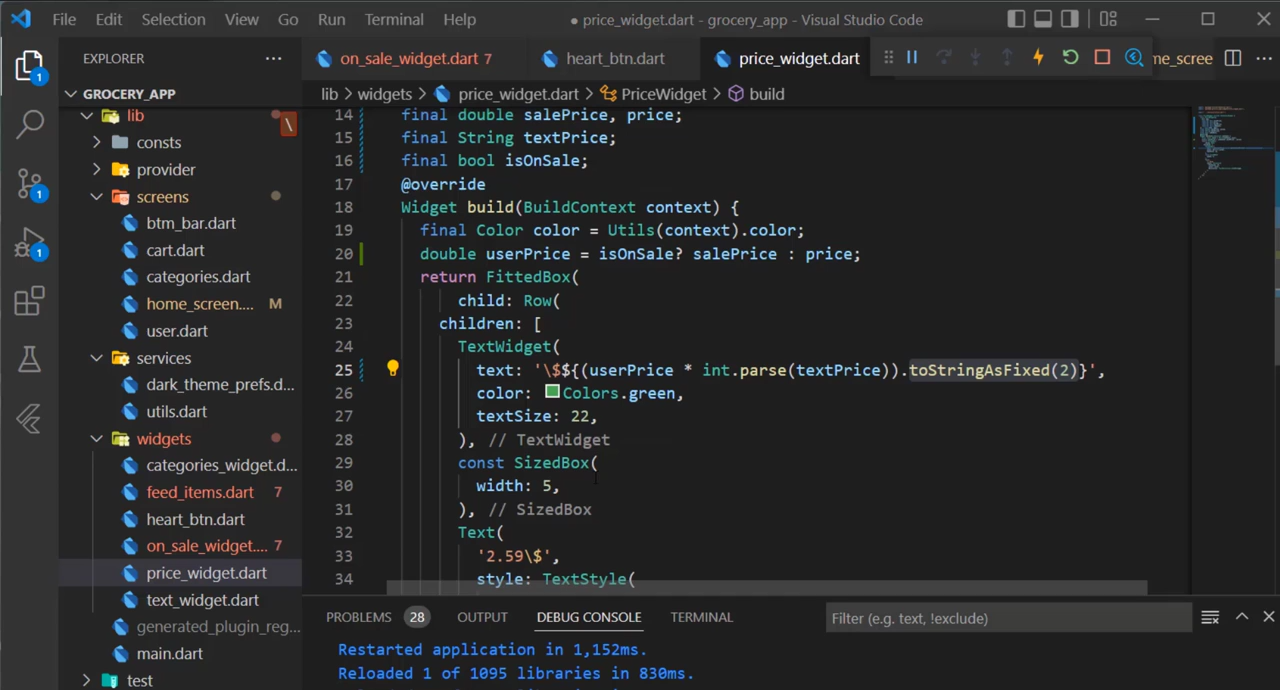 File Edit Selection View Go Run Terminal Help
● price_widget.dart - grocery_app - Visual Studio Code
EXPLORER
on_sale_widget.dart 7
heart_btn.dart
price_widget.dart
me_scree
GROCERY_APP
lib > widgets > price_widget.dart > PriceWidget > build
lib
\
consts
provider
screens
btm_bar.dart
cart.dart
categories.dart
home_screen.... M
user.dart
services
dark_theme_prefs.d...
utils.dart
widgets
categories_widget.d...
feed_items.dart 7
heart_btn.dart
on_sale_widget.... 7
price_widget.dart
text_widget.dart
generated_plugin_reg...
main.dart
test
1
1
1
14 final double salePrice, price;
15 final String textPrice;
16 final bool isOnSale;
17 @override
18 Widget build(BuildContext context) {
19 final Color color = Utils(context).color;
20 double userPrice = isOnSale? salePrice : price;
21 return FittedBox(
22 child: Row(
23 children: [
24 TextWidget(
25 text: '\$${(userPrice * int.parse(textPrice)).toStringAsFixed(2)}',
26 color: Colors.green,
27 textSize: 22,
28 ), // TextWidget
29 const SizedBox(
30 width: 5,
31 ), // SizedBox
32 Text(
33 '2.59\$',
34 style: TextStyle(
PROBLEMS 28 OUTPUT DEBUG CONSOLE TERMINAL
Filter (e.g. text, !exclude)
Restarted application in 1,152ms.
Reloaded 1 of 1095 libraries in 830ms.